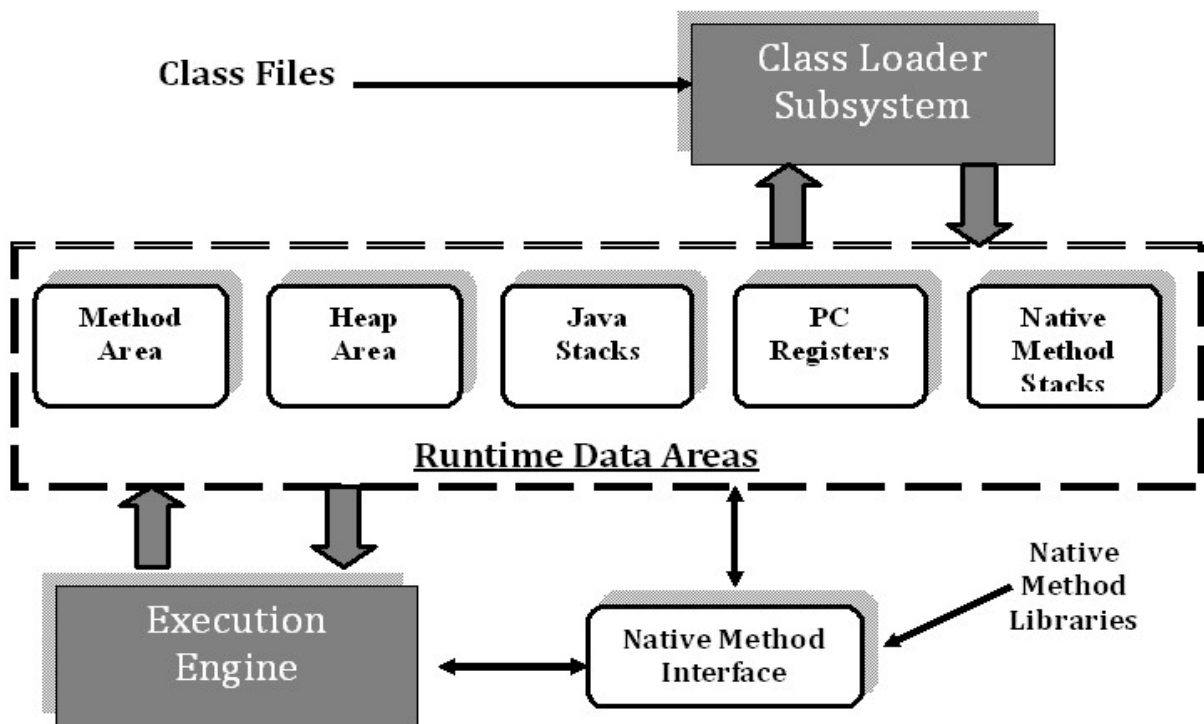 Class Files
Class Loader
Subsystem
Method
Area
Heap
Area
Java
Stacks
PC
Registers
Native
Method
Stacks
Runtime Data Areas
Execution
Engine
Native Method
Interface
Native
Method
Libraries